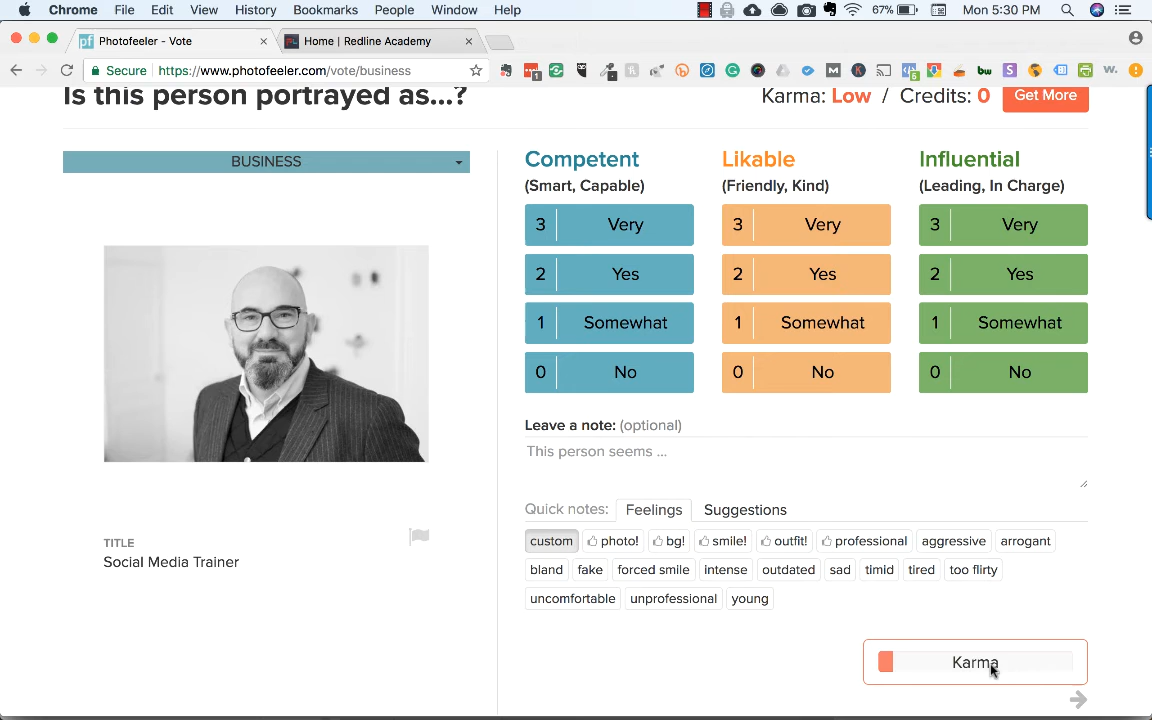 Chrome File Edit View History Bookmarks People Window Help 67% Mon 5:30 PM
Photofeeler - Vote Home | Redline Academy
Secure https://www.photofeeler.com/vote/business
Is this person portrayed as...? Karma: Low / Credits: 0 Get More
BUSINESS
Competent Likable Influential
(Smart, Capable) (Friendly, Kind) (Leading, In Charge)
3 Very 3 Very 3 Very
2 Yes 2 Yes 2 Yes
1 Somewhat 1 Somewhat 1 Somewhat
0 No 0 No 0 No
Leave a note: (optional)
This person seems ...
Quick notes: Feelings Suggestions
custom photo! bg! smile! outfit! professional aggressive arrogant
bland fake forced smile intense outdated sad timid tired too flirty
uncomfortable unprofessional young
TITLE
Social Media Trainer
Karma